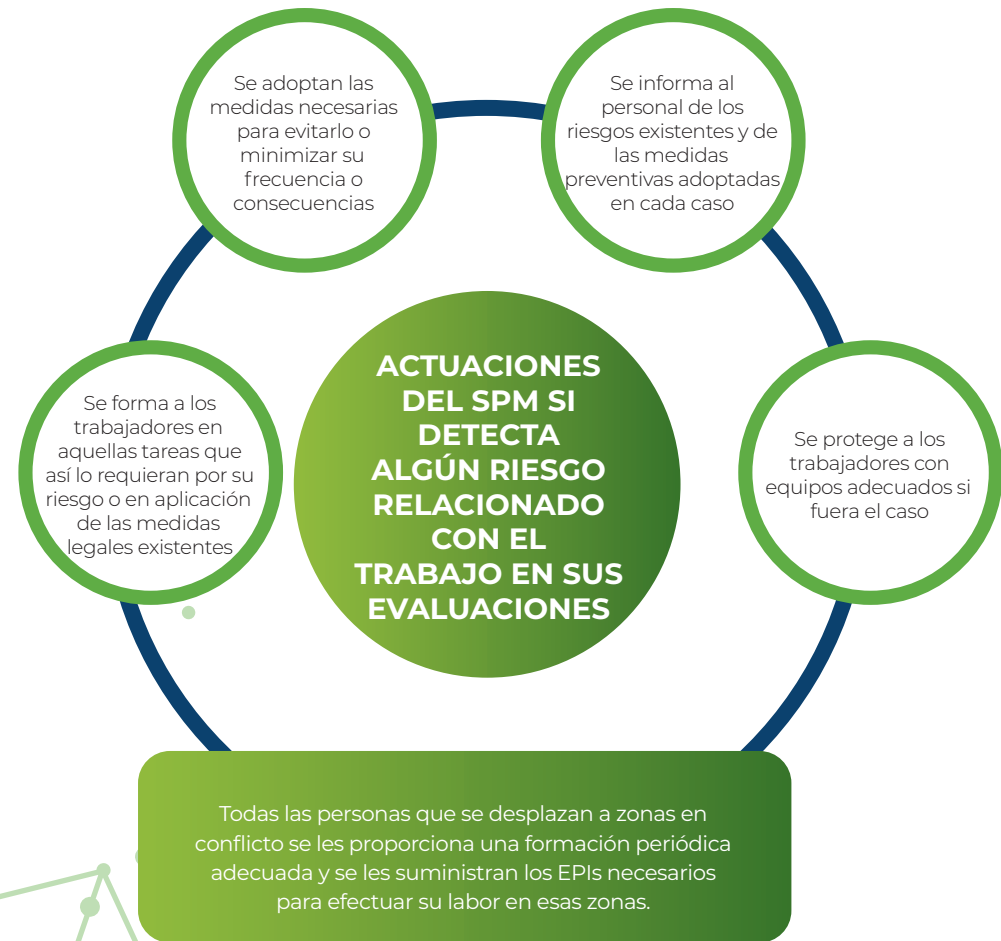 Se adoptan las
medidas necesarias
para evitarlo o
minimizar su
frecuencia o
consecuencias
Se informa al
personal de los
riesgos existentes y de
las medidas
preventivas adoptadas
en cada caso
Se forma a los
trabajadores en
aquellas tareas que
así lo requieran por su
riesgo o en aplicación
de las medidas
legales existentes
ACTUACIONES
DEL SPM SI
DETECTA
ALGÚN RIESGO
RELACIONADO
CON EL
TRABAJO EN SUS
EVALUACIONES
Se protege a los
trabajadores con
equipos adecuados si
fuera el caso
Todas las personas que se desplazan a zonas en
conflicto se les proporciona una formación periódica
adecuada y se les suministran los EPIs necesarios
para efectuar su labor en esas zonas.